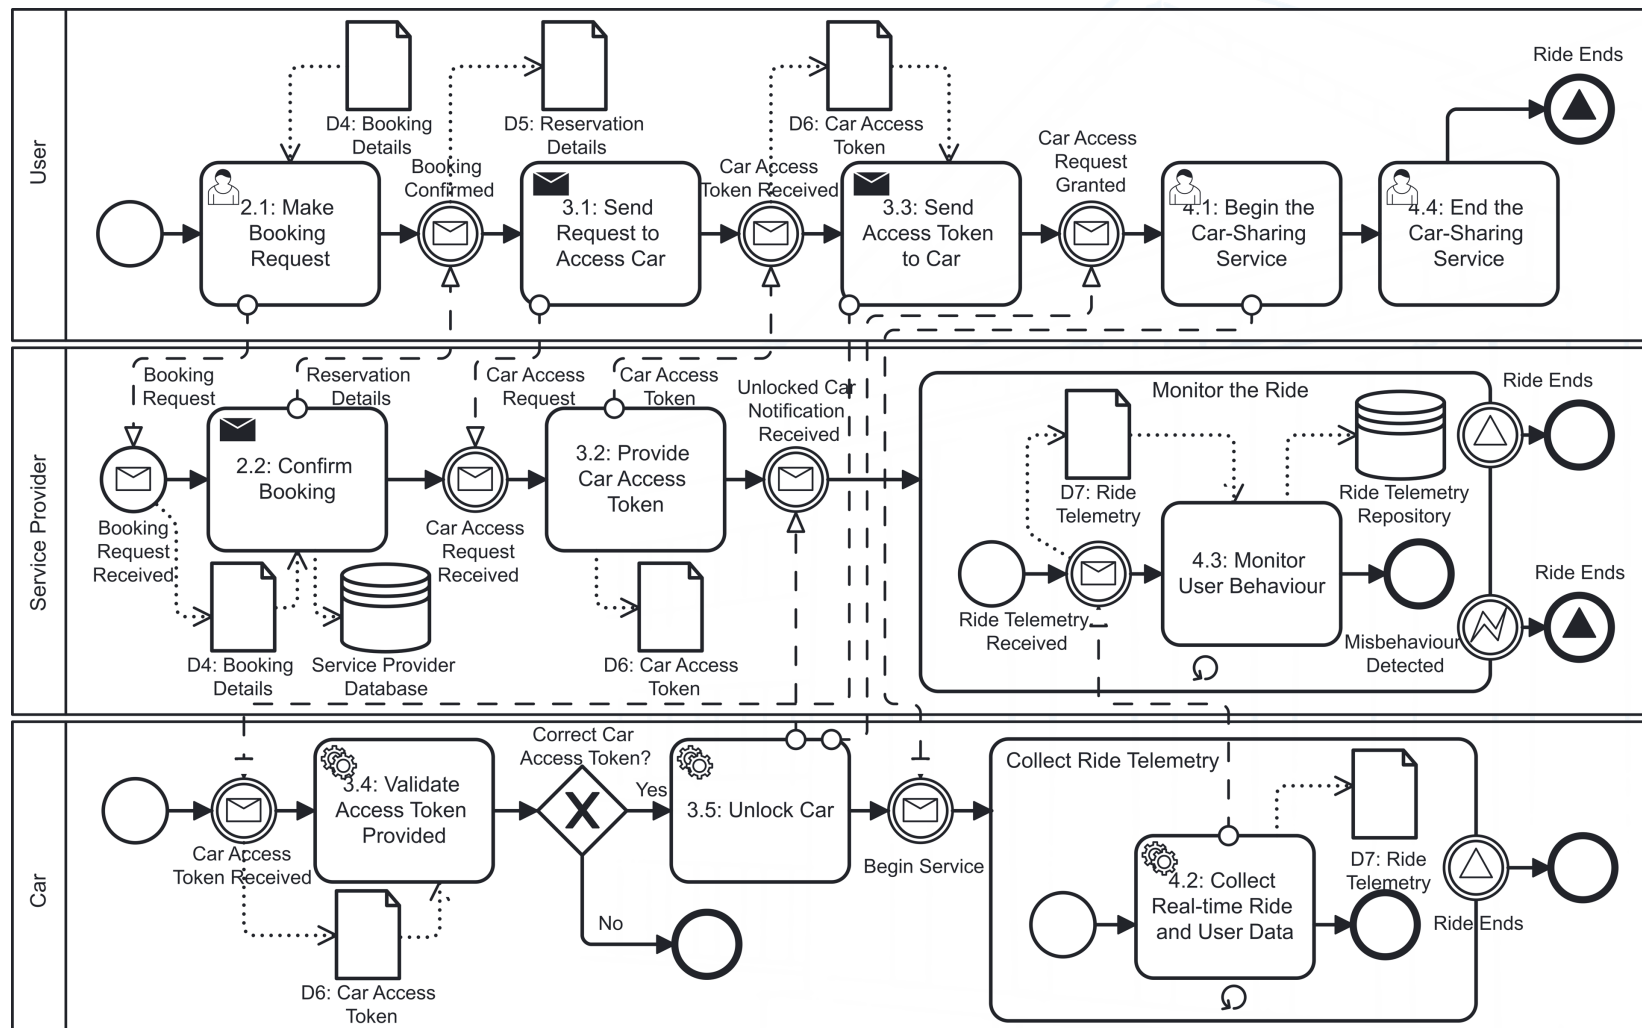 User
Ride Ends
D4: Booking
Details
D5: Reservation
Details
D6: Car Access
Token
Booking
Confirmed
Car Access
Token Received
Car Access
Request
Granted
2.1: Make
Booking
Request
3.1: Send
Request to
Access Car
3.3: Send
Access Token
to Car
4.1: Begin the
Car-Sharing
Service
4.4: End the
Car-Sharing
Service
Service Provider
Booking
Request
Reservation
Details
Car Access
Request
Car Access
Token
Unlocked Car
Notification
Received
Monitor the Ride
Ride Ends
2.2: Confirm
Booking
3.2: Provide
Car Access
Token
D7: Ride
Telemetry
Ride Telemetry
Repository
Booking
Request
Received
Car Access
Request
Received
4.3: Monitor
User Behaviour
Ride Ends
Ride Telemetry
Received
Misbehaviour
Detected
D4: Booking
Details
Service Provider
Database
D6: Car Access
Token
Car
Correct Car
Access Token?
Collect Ride Telemetry
3.4: Validate
Access Token
Provided
X
Yes
3.5: Unlock Car
Car Access
Token Received
Begin Service
D7: Ride
Telemetry
4.2: Collect
Real-time Ride
and User Data
No
Ride Ends
D6: Car Access
Token